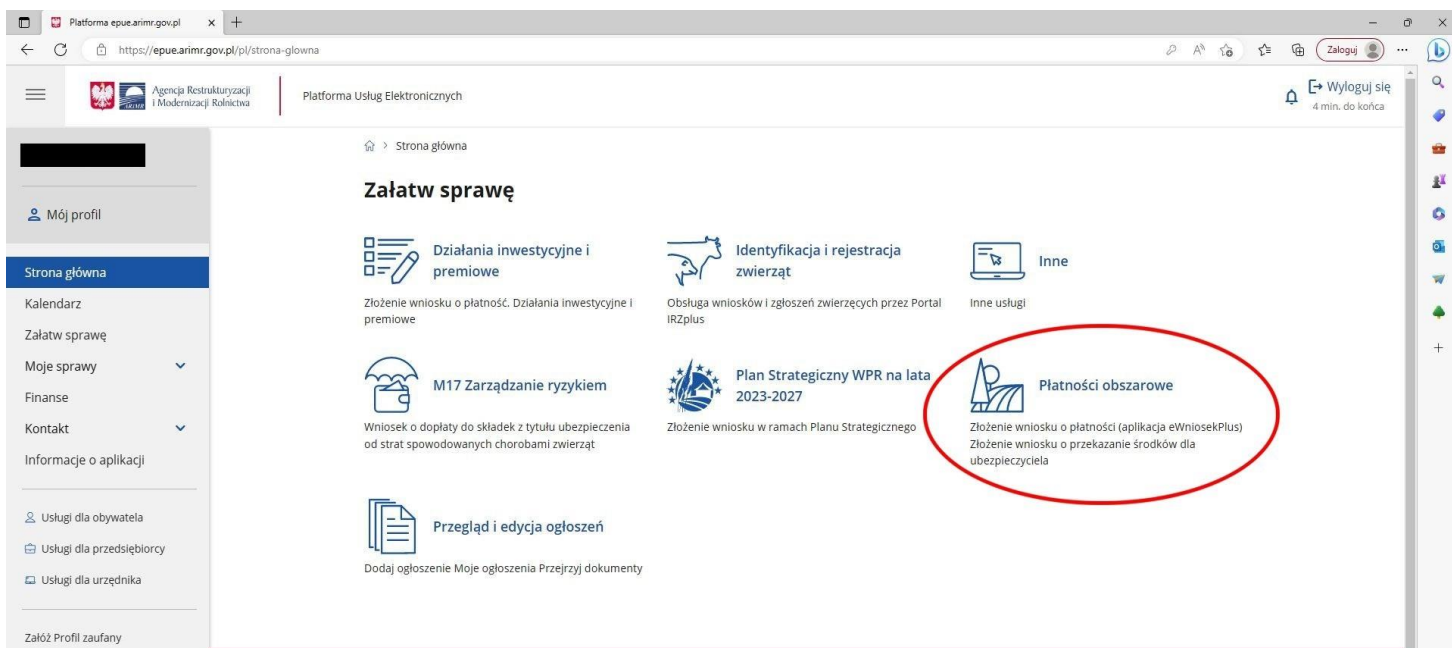 Platforma epue.arimr.gov.pl
https://epue.arimr.gov.pl/pl/strona-glowna
Zaloguj
Agencja Restrukturyzacji
i Modernizacji Rolnictwa
Platforma Usług Elektronicznych
Wyloguj się
4 min. do końca
Strona główna
Mój profil
Załatw sprawę
Strona główna
Kalendarz
Załatw sprawę
Moje sprawy
Finanse
Kontakt
Informacje o aplikacji
Usługi dla obywatela
Usługi dla przedsiębiorcy
Usługi dla urzędnika
Załóż Profil zaufany
Działania inwestycyjne i
premiowe
Złożenie wniosku o płatność. Działania inwestycyjne i
premiowe
Identyfikacja i rejestracja
zwierząt
Obsługa wniosków i zgłoszeń zwierzęcych przez Portal
IRZplus
Inne
Inne usługi
M17 Zarządzanie ryzykiem
Wniosek o dopłaty do składek z tytułu ubezpieczenia
od strat spowodowanych chorobami zwierząt
Plan Strategiczny WPR na lata
2023-2027
Złożenie wniosku w ramach Planu Strategicznego
Płatności obszarowe
Złożenie wniosku o płatności (aplikacja eWniosekPlus)
Złożenie wniosku o przekazanie środków dla
ubezpieczyciela
Przegląd i edycja ogłoszeń
Dodaj ogłoszenie Moje ogłoszenia Przejrzyj dokumenty